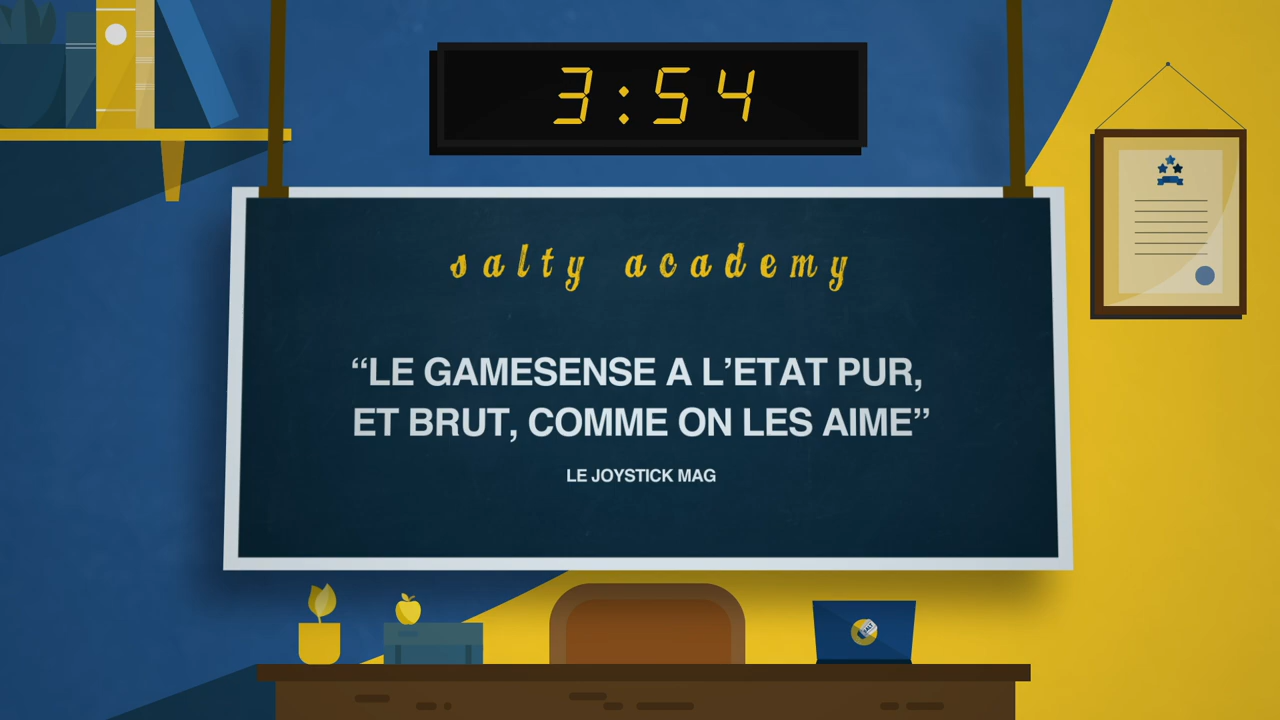 3:54
salty academy
“LE GAMESENSE A L’ETAT PUR,
ET BRUT, COMME ON LES AIME”
LE JOYSTICK MAG